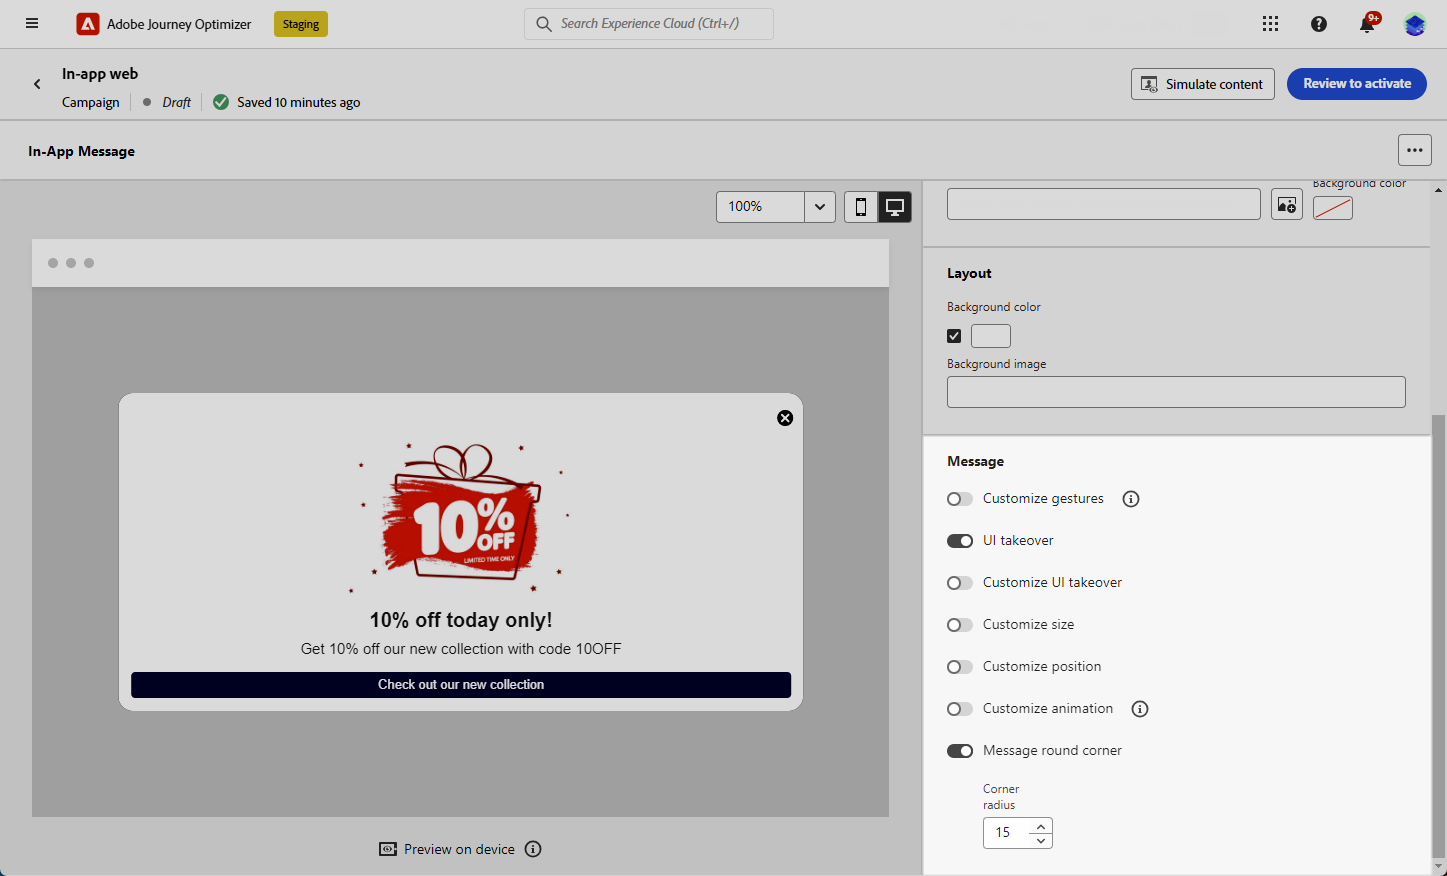 Adobe Journey Optimizer
Staging
Search Experience Cloud (Ctrl+/)
9+
In-app web
Campaign
Draft
Saved 10 minutes ago
Simulate content
Review to activate
In-App Message
100%
Background color
Layout
Background color
Background image
10%
OFF
LIMITED TIME ONLY
10% off today only!
Get 10% off our new collection with code 10OFF
Check out our new collection
Preview on device
Message
Customize gestures
UI takeover
Customize UI takeover
Customize size
Customize position
Customize animation
Message round corner
Corner
radius
15